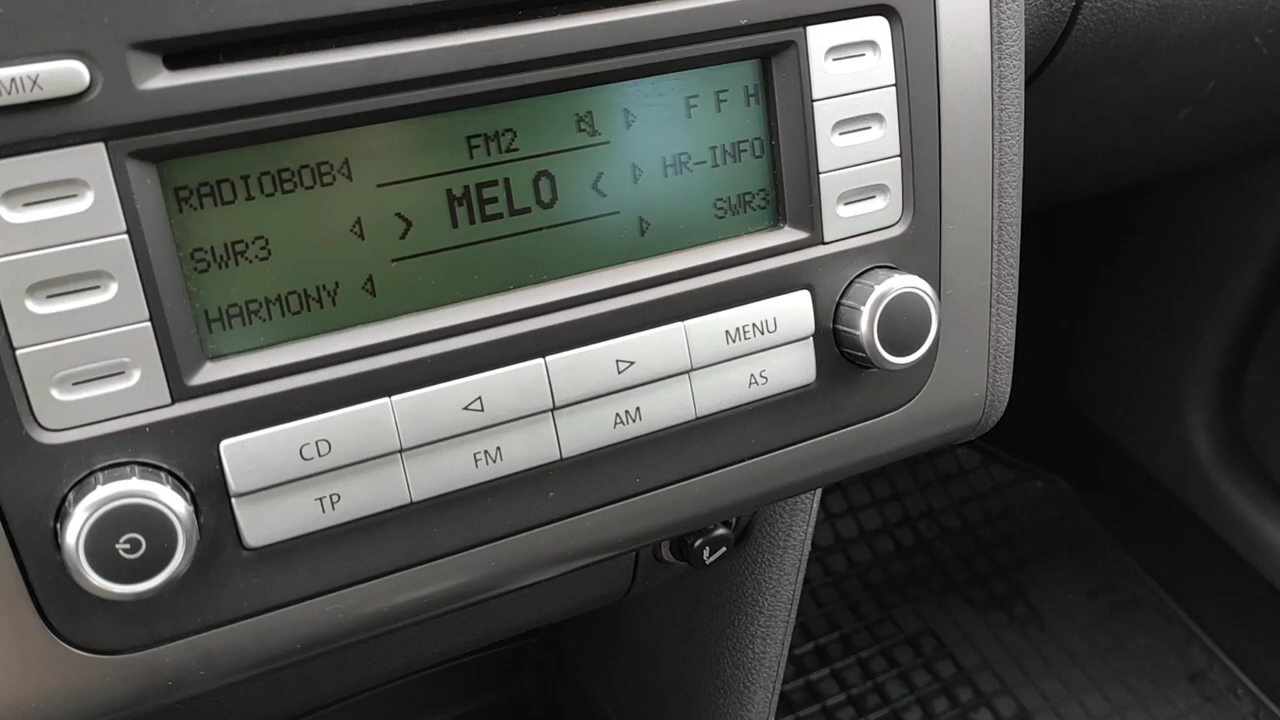 MIX
FM2
F F H
RADIOBOB
MELO
HR-INFO
SWR3
SWR3
HARMONY
MENU
CD
AS
FM
AM
TP